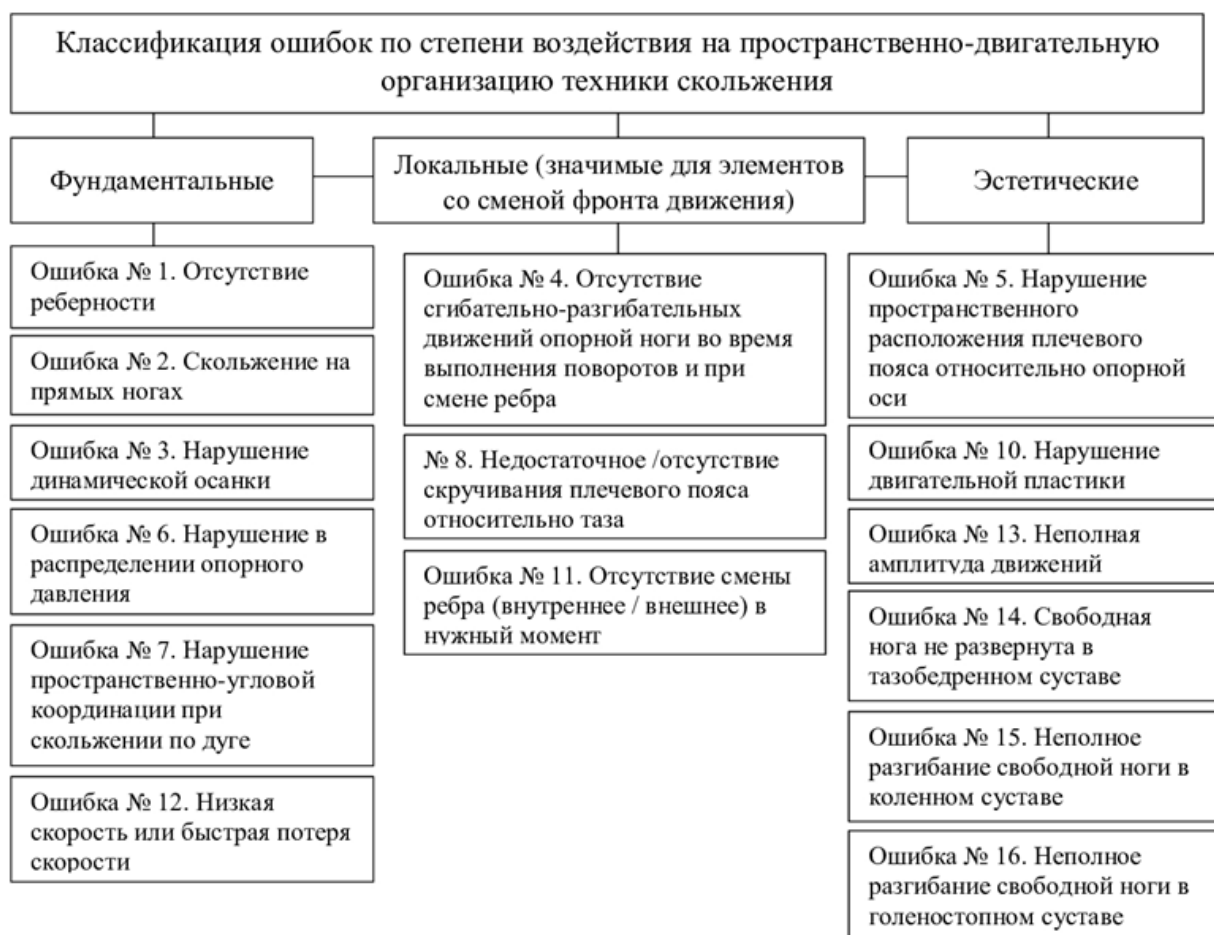 Классификация ошибок по степени воздействия на пространственно-двигательную
организацию техники скольжения
Фундаментальные
Локальные (значимые для элементов
со сменой фронта движения)
Эстетические
Ошибка № 1. Отсутствие
реберности
Ошибка № 2. Скольжение на
прямых ногах
Ошибка № 3. Нарушение
динамической осанки
Ошибка № 6. Нарушение в
распределении опорного
давления
Ошибка № 7. Нарушение
пространственно-угловой
координации при
скольжении по дуге
Ошибка № 12. Низкая
скорость или быстрая потеря
скорости
Ошибка № 4. Отсутствие
сгибательно-разгибательных
движений опорной ноги во время
выполнения поворотов и при
смене ребра
№ 8. Недостаточное /отсутствие
скручивания плечевого пояса
относительно таза
Ошибка № 11. Отсутствие смены
ребра (внутреннее / внешнее) в
нужный момент
Ошибка № 5. Нарушение
пространственного
расположения плечевого
пояса относительно опорной
оси
Ошибка № 10. Нарушение
двигательной пластики
Ошибка № 13. Неполная
амплитуда движений
Ошибка № 14. Свободная
нога не развернута в
тазобедренном суставе
Ошибка № 15. Неполное
разгибание свободной ноги в
коленном суставе
Ошибка № 16. Неполное
разгибание свободной ноги в
голеностопном суставе